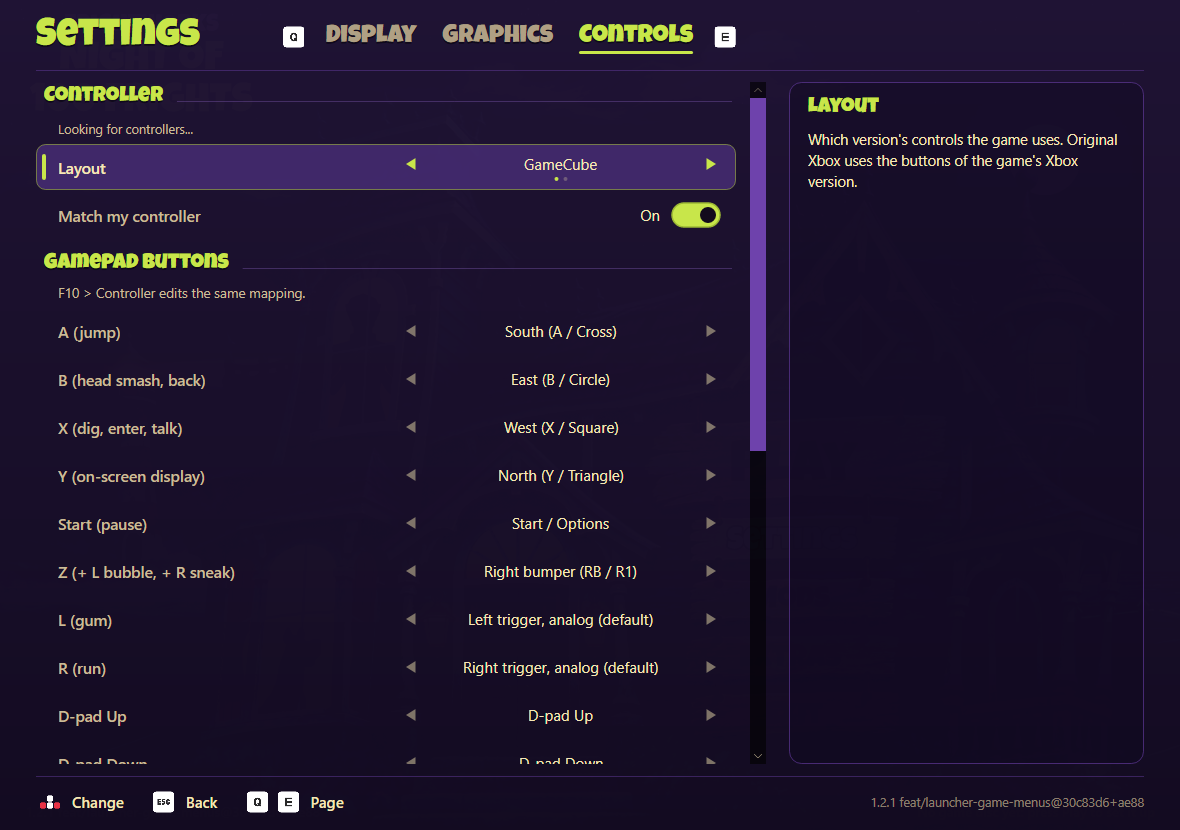 Settings
Q
DISPLAY
GRAPHICS
CONTROLS
E
Controller
Looking for controllers...
Layout
GameCube
Match my controller
On
Gamepad Buttons
F10 > Controller edits the same mapping.
A (jump)
South (A / Cross)
B (head smash, back)
East (B / Circle)
X (dig, enter, talk)
West (X / Square)
Y (on-screen display)
North (Y / Triangle)
Start (pause)
Start / Options
Z (+ L bubble, + R sneak)
Right bumper (RB / R1)
L (gum)
Left trigger, analog (default)
R (run)
Right trigger, analog (default)
D-pad Up
D-pad Up
D-pad Down
D-pad Down
Layout
Which version's controls the game uses. Original
Xbox uses the buttons of the game's Xbox
version.
Change
ESC
Back
Q
E
Page
1.2.1 feat/launcher-game-menus@30c83d6+ae88